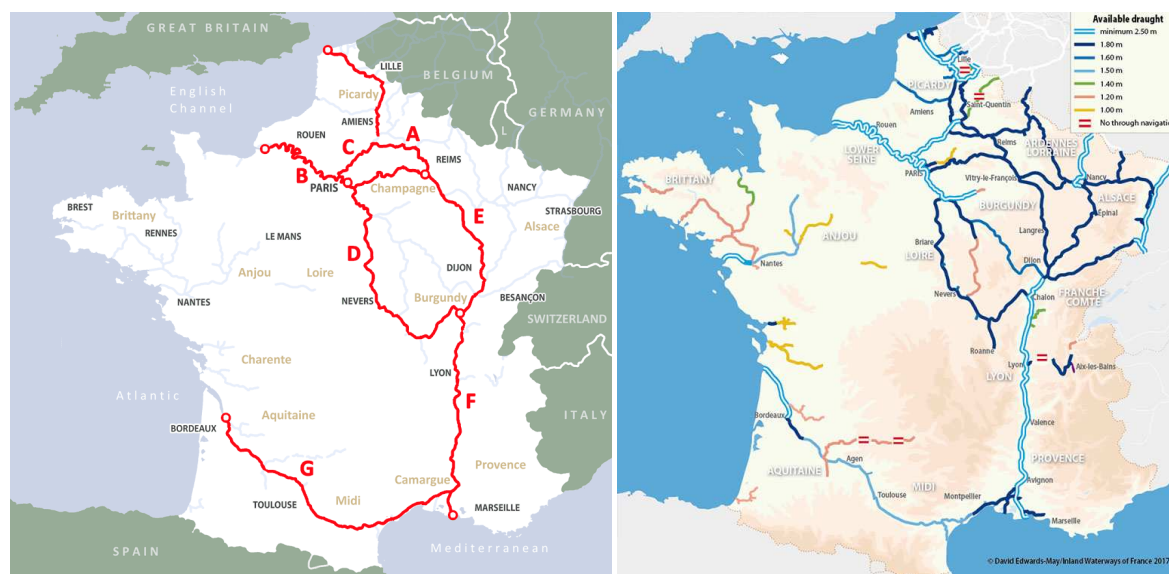 GREAT BRITAIN
LILLE
BELGIUM
English
Channel
Picardy
GERMANY
AMIENS
ROUEN
A
L
C
REIMS
B
PARIS
Champagne
NANCY
BREST
E
STRASBOURG
Brittany
Alsace
RENNES
LE MANS
D
Anjou
Loire
DIJON
NEVERS
Burgundy
BESANÇON
NANTES
SWITZERLAND
Charente
LYON
Atlantic
F
Aquitaine
ITALY
BORDEAUX
G
Provence
Camargue
TOULOUSE
Midi
MARSEILLE
SPAIN
Mediterranean
Available draught
minimum 2.50 m
1.80 m
1.60 m
1.50 m
1.40 m
1.20 m
1.00 m
No through navigatio
Lille
PICARDY
Saint-Quentin
Amiens
Rouen
Reims
ARDENNES
LORRAINE
LOWER
SEINE
PARIS
Vitry-le-François
Nancy
BRITTANY
ALSACE
BURGUNDY
Epinal
ANJOU
Langres
Briare
LOIRE
Dijon
Nantes
Nevers
Chalon
FRANCHE
COMTE
Roanne
Lyon
LYON
Aix-les-Bains
Bordeaux
Valence
AQUITAINE
Agen
PROVENCE
MIDI
Avignon
Toulouse
Montpellier
Marseille
© David Edwards-May/Inland Waterways of France 2017